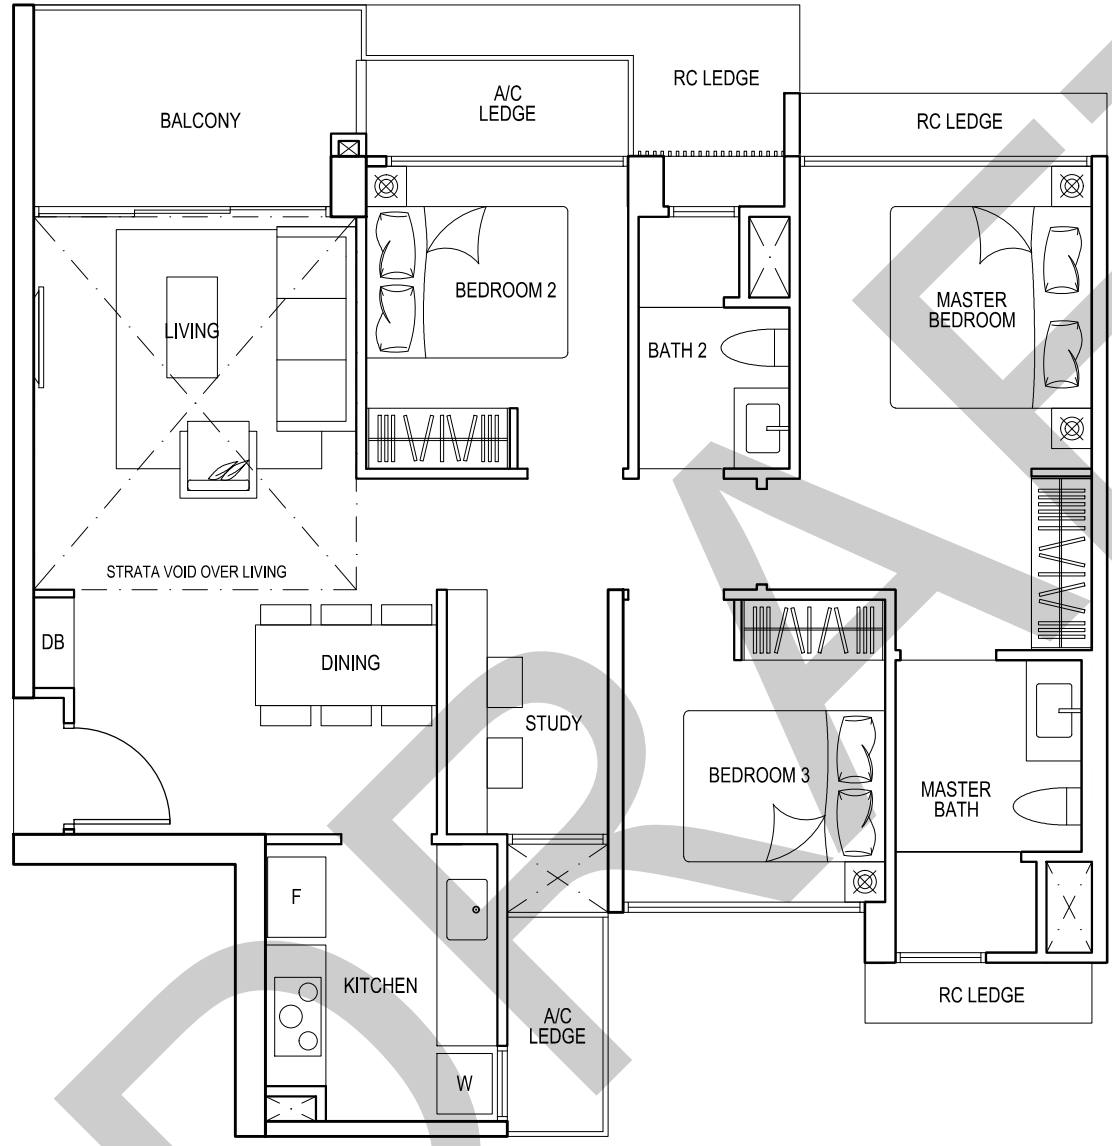 A/C
LEDGE
RC LEDGE
BALCONY
RC LEDGE
BEDROOM 2
MASTER
BEDROOM
LIVING
BATH 2
STRATA VOID OVER LIVING
DB
DINING
STUDY
BEDROOM 3
MASTER
BATH
F
KITCHEN
RC LEDGE
A/C
LEDGE
W
DRAFT